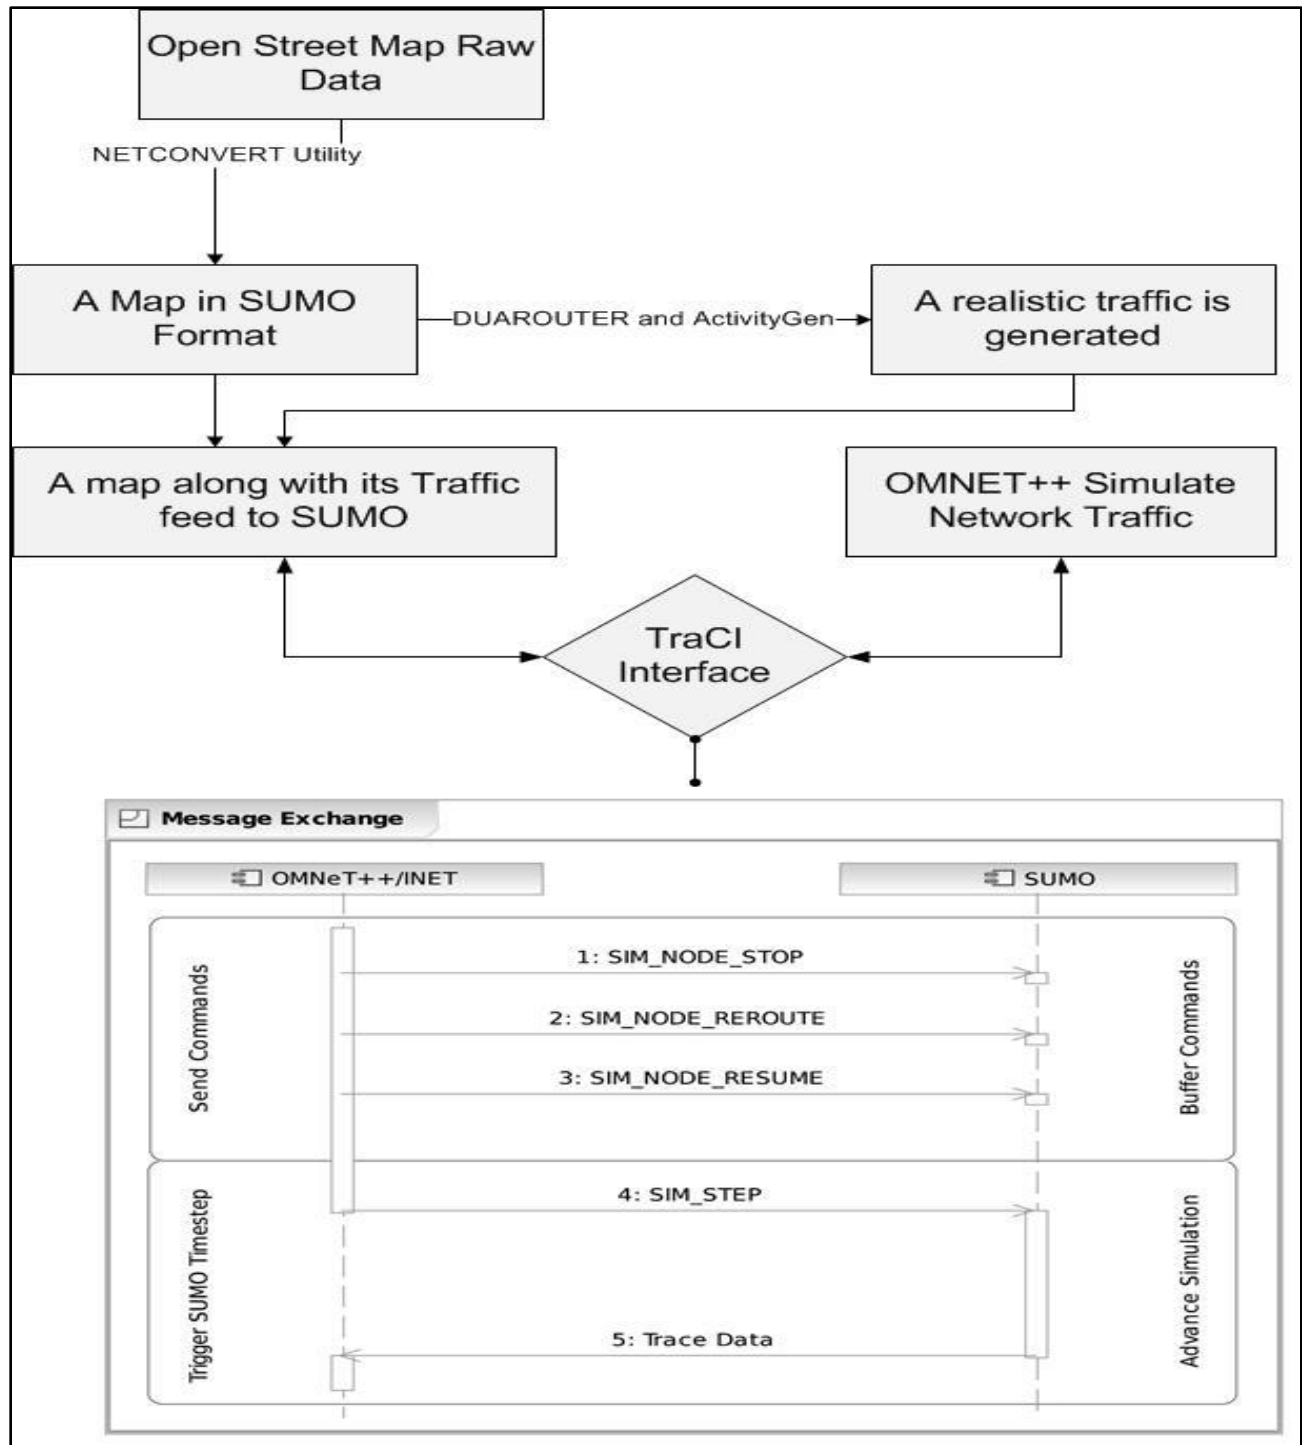 Open Street Map Raw
Data
NETCONVERT Utility
A Map in SUMO
Format
DUAROUTER and ActivityGen
A realistic traffic is
generated
A map along with its Traffic
feed to SUMO
OMNET++ Simulate
Network Traffic
TraCI
Interface
Message Exchange
OMNeT++/INET
SUMO
Send Commands
1: SIM_NODE_STOP
2: SIM_NODE_REROUTE
3: SIM_NODE_RESUME
Buffer Commands
Trigger SUMO Timestep
4: SIM_STEP
5: Trace Data
Advance Simulation